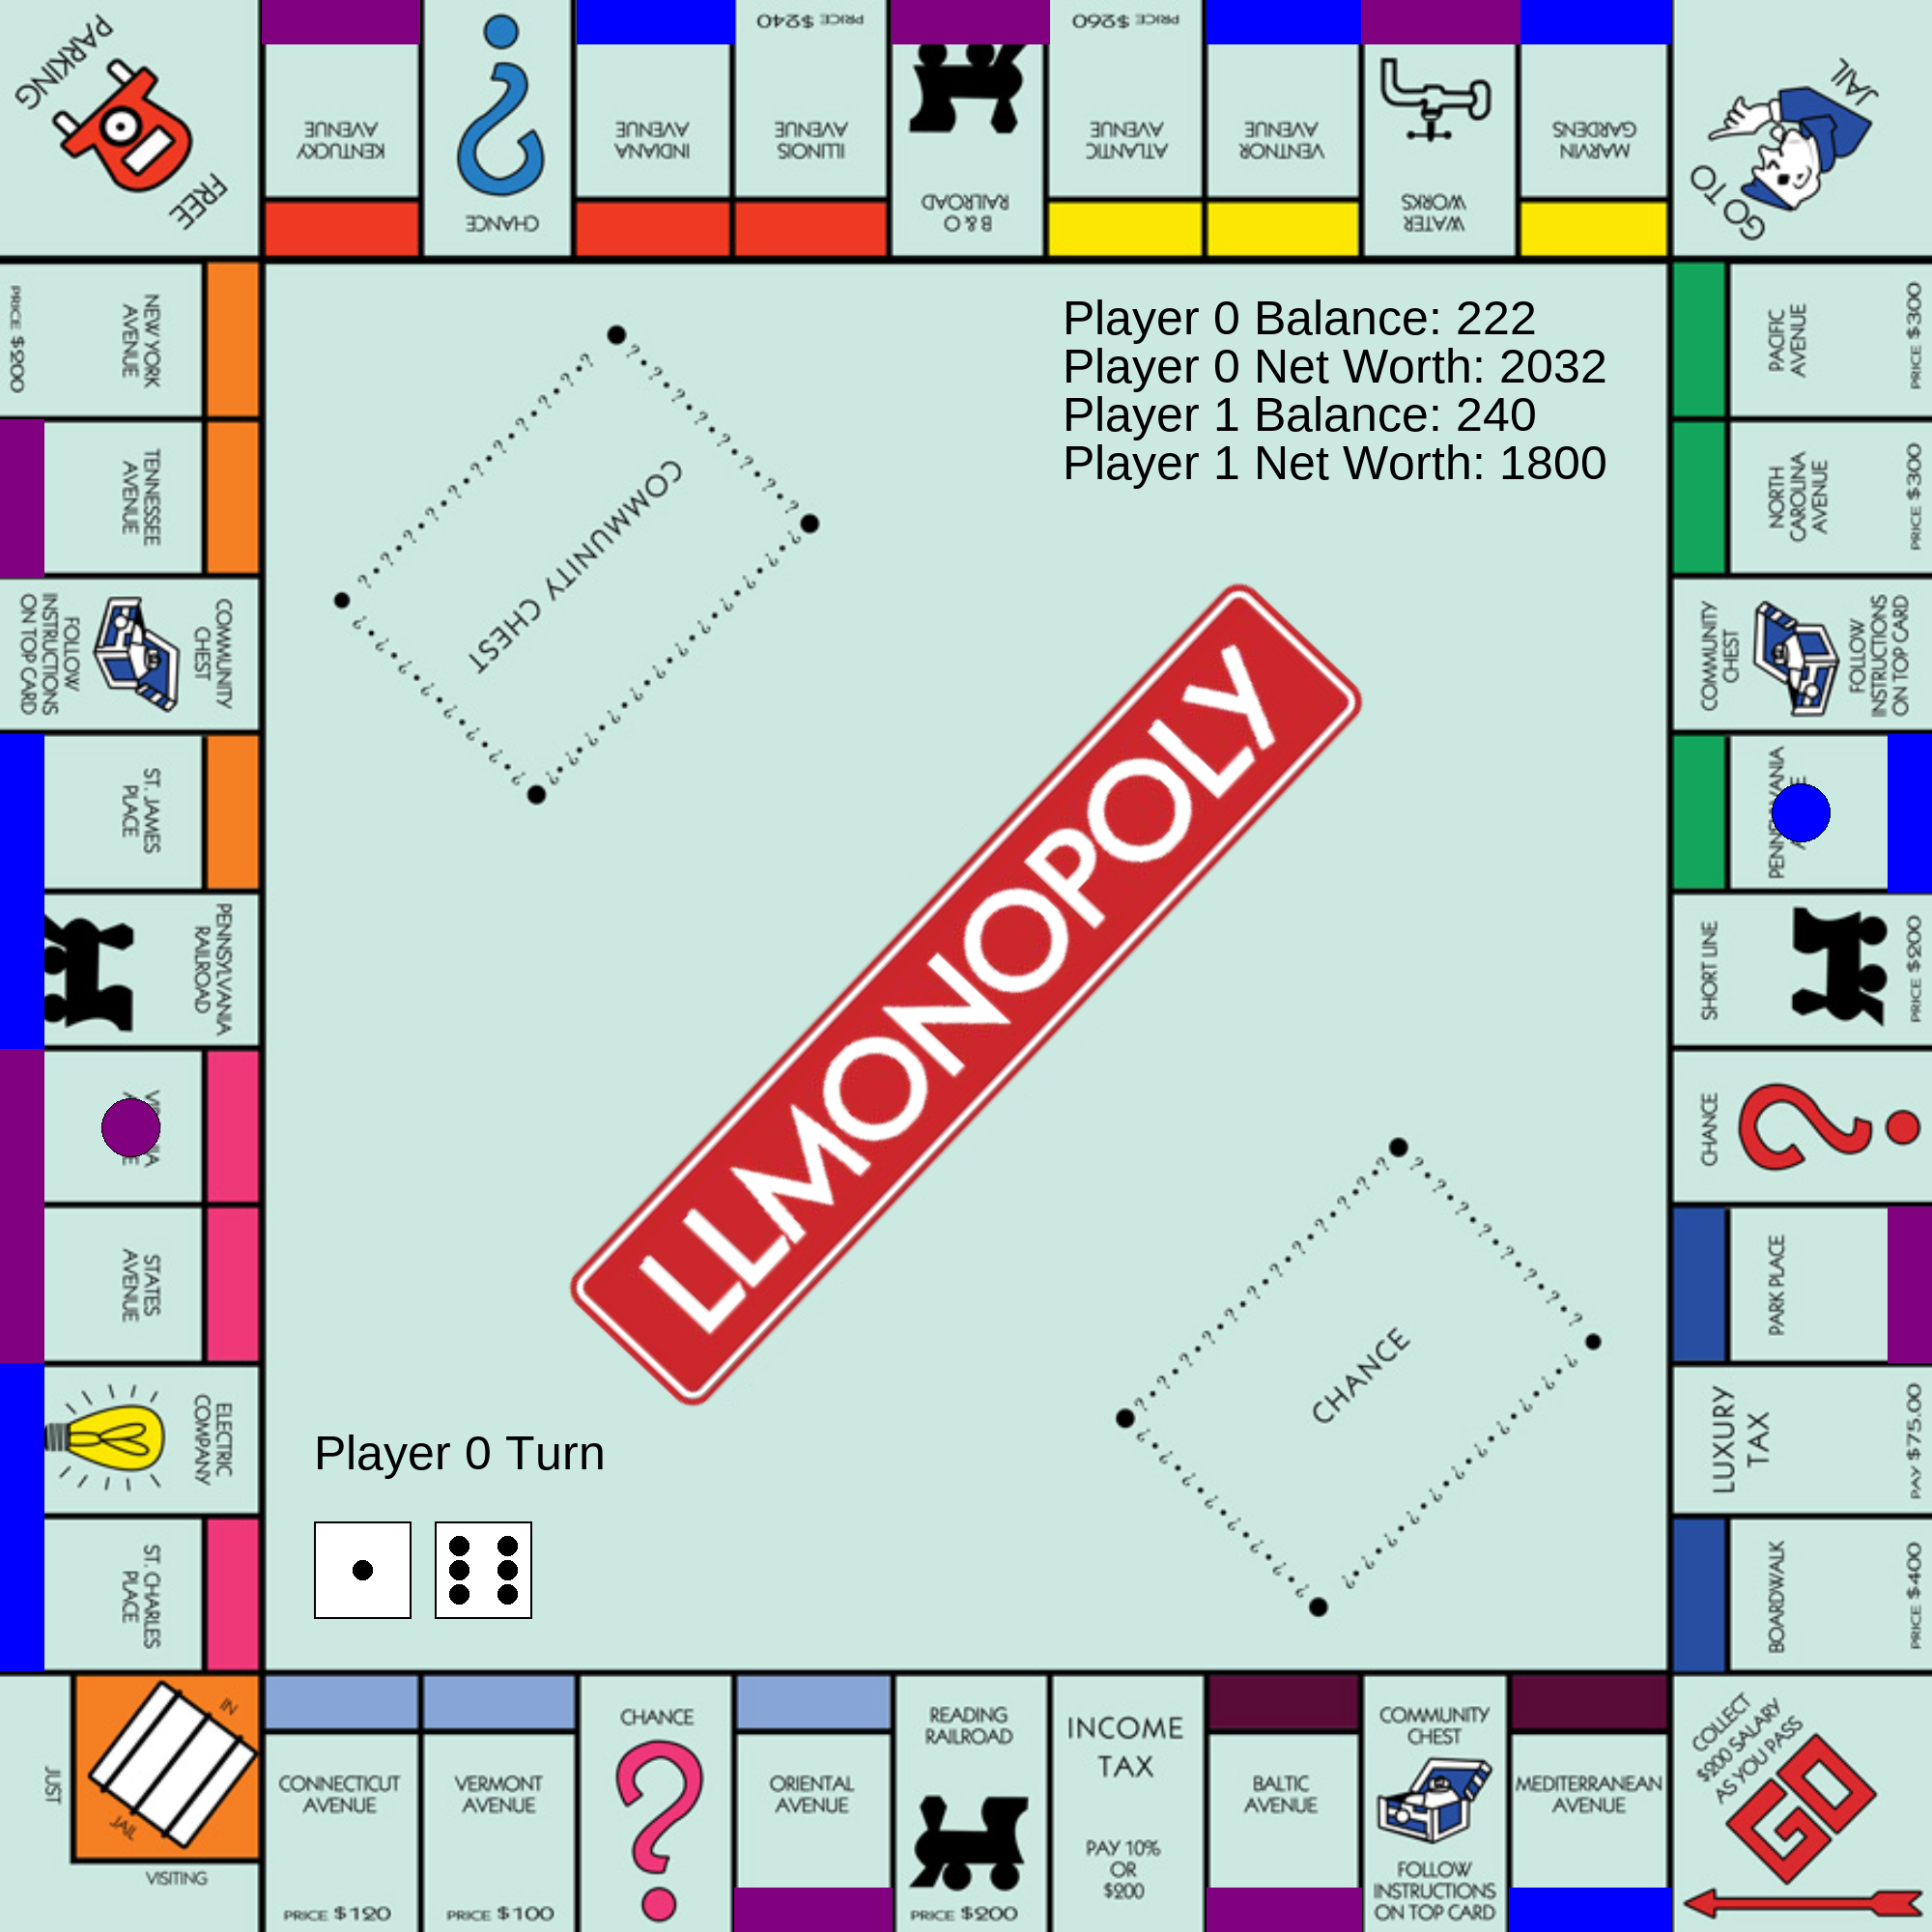 FREE
PARKING
KENTUCKY
AVENUE
CHANCE
INDIANA
AVENUE
ILLINOIS
AVENUE
PRICE $240
B & O
RAILROAD
ATLANTIC
AVENUE
PRICE $260
VENTNOR
AVENUE
WATER
WORKS
MARVIN
GARDENS
GO TO
JAIL
NEW YORK
AVENUE
PRICE $200
TENNESSEE
AVENUE
COMMUNITY
CHEST
FOLLOW
INSTRUCTIONS
ON TOP CARD
ST. JAMES
PLACE
PENNSYLVANIA
RAILROAD
STATES
AVENUE
ELECTRIC
COMPANY
ST. CHARLES
PLACE
Player 0 Balance: 222
Player 0 Net Worth: 2032
Player 1 Balance: 240
Player 1 Net Worth: 1800
COMMUNITY CHEST
LLMONOPOLY
CHANCE
Player 0 Turn
PACIFIC
AVENUE
PRICE $300
NORTH
CAROLINA
AVENUE
PRICE $300
COMMUNITY
CHEST
FOLLOW
INSTRUCTIONS
ON TOP CARD
SHORT LINE
PRICE $200
CHANCE
PARK PLACE
LUXURY
TAX
PAY $75.00
BOARDWALK
PRICE $400
IN
JAIL
JUST
VISITING
CONNECTICUT
AVENUE
PRICE $120
VERMONT
AVENUE
PRICE $100
CHANCE
ORIENTAL
AVENUE
READING
RAILROAD
PRICE $200
INCOME
TAX
PAY 10%
OR
$200
BALTIC
AVENUE
COMMUNITY
CHEST
FOLLOW
INSTRUCTIONS
ON TOP CARD
MEDITERRANEAN
AVENUE
COLLECT
$200 SALARY
AS YOU PASS
GO